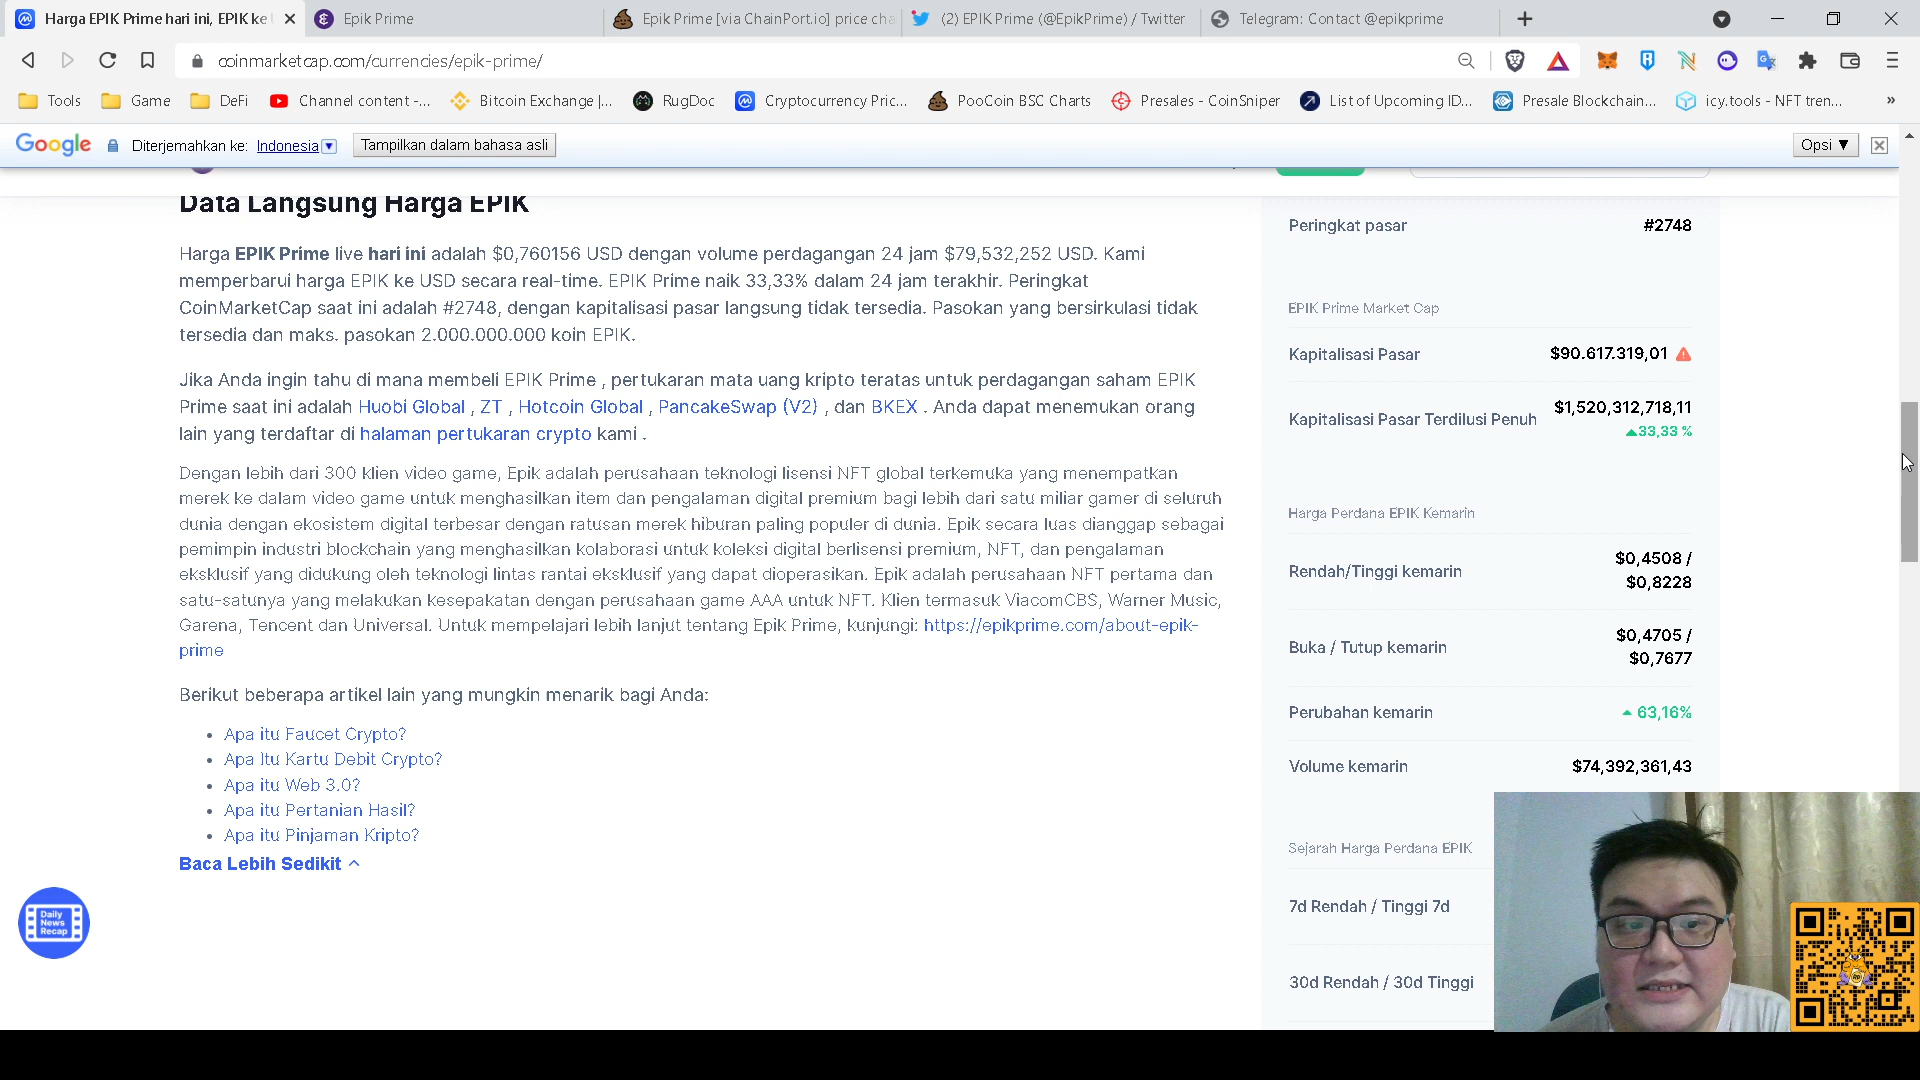 Harga EPIK Prime hari ini, EPIK ke
Epik Prime
Epik Prime [via ChainPort.io] price cha
(2) EPIK Prime (@EpikPrime) / Twitter
Telegram: Contact @epikprime
coinmarketcap.com/currencies/epik-prime/
Tools
Game
DeFi
Channel content -...
Bitcoin Exchange |...
RugDoc
Cryptocurrency Pric...
PooCoin BSC Charts
Presales - CoinSniper
List of Upcoming ID...
Presale Blockchain...
icy.tools - NFT tren...
»
Google
Diterjemahkan ke:
Indonesia
Tampilkan dalam bahasa asli
Opsi ▼
Data Langsung Harga EPIK
Harga EPIK Prime live hari ini adalah $0,760156 USD dengan volume perdagangan 24 jam $79,532,252 USD. Kami
memperbarui harga EPIK ke USD secara real-time. EPIK Prime naik 33,33% dalam 24 jam terakhir. Peringkat
CoinMarketCap saat ini adalah #2748, dengan kapitalisasi pasar langsung tidak tersedia. Pasokan yang bersirkulasi tidak
tersedia dan maks. pasokan 2.000.000.000 koin EPIK.
Jika Anda ingin tahu di mana membeli EPIK Prime , pertukaran mata uang kripto teratas untuk perdagangan saham EPIK
Prime saat ini adalah Huobi Global , ZT , Hotcoin Global , PancakeSwap (V2) , dan BKEX . Anda dapat menemukan orang
lain yang terdaftar di halaman pertukaran crypto kami .
Dengan lebih dari 300 klien video game, Epik adalah perusahaan teknologi lisensi NFT global terkemuka yang menempatkan
merek ke dalam video game untuk menghasilkan item dan pengalaman digital premium bagi lebih dari satu miliar gamer di seluruh
dunia dengan ekosistem digital terbesar dengan ratusan merek hiburan paling populer di dunia. Epik secara luas dianggap sebagai
pemimpin industri blockchain yang menghasilkan kolaborasi untuk koleksi digital berlisensi premium, NFT, dan pengalaman
eksklusif yang didukung oleh teknologi lintas rantai eksklusif yang dapat dioperasikan. Epik adalah perusahaan NFT pertama dan
satu-satunya yang melakukan kesepakatan dengan perusahaan game AAA untuk NFT. Klien termasuk ViacomCBS, Warner Music,
Garena, Tencent dan Universal. Untuk mempelajari lebih lanjut tentang Epik Prime, kunjungi: https://epikprime.com/about-epik-
prime
Berikut beberapa artikel lain yang mungkin menarik bagi Anda:
• Apa itu Faucet Crypto?
• Apa Itu Kartu Debit Crypto?
• Apa itu Web 3.0?
• Apa itu Pertanian Hasil?
• Apa itu Pinjaman Kripto?
Baca Lebih Sedikit
Daily
News
Recap
Peringkat pasar
#2748
EPIK Prime Market Cap
Kapitalisasi Pasar
$90.617.319,01
Kapitalisasi Pasar Terdilusi Penuh
$1,520,312,718,11
33,33 %
Harga Perdana EPIK Kemarin
Rendah/Tinggi kemarin
$0,4508 /
$0,8228
Buka / Tutup kemarin
$0,4705 /
$0,7677
Perubahan kemarin
63,16%
Volume kemarin
$74,392,361,43
Sejarah Harga Perdana EPIK
7d Rendah / Tinggi 7d
30d Rendah / 30d Tinggi